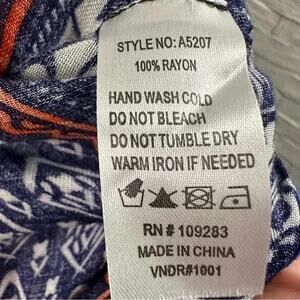 STYLE NO: A5207
100% RAYON
HAND WASH COLD
DO NOT BLEACH
DO NOT TUMBLE DRY
WARM IRON IF NEEDED
RN # 109283
MADE IN CHINA
VNDR#1001